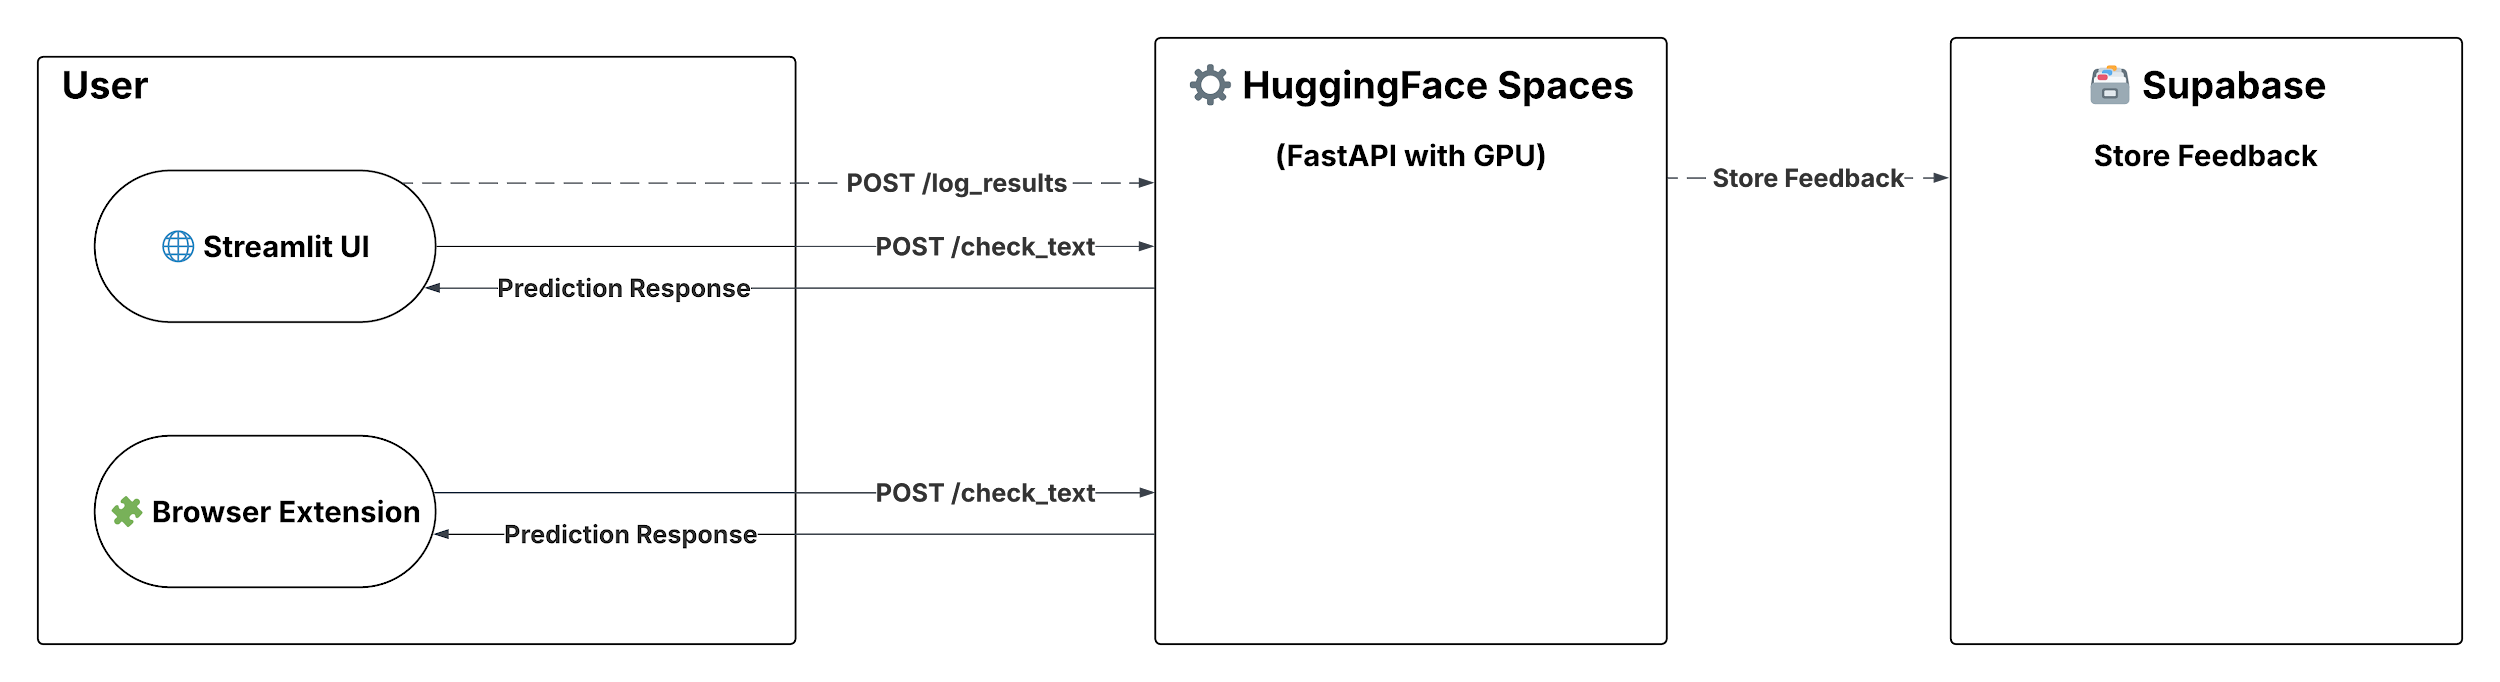 User
HuggingFace Spaces
Supabase
(FastAPI with GPU)
Store Feedback
POST /log_results
Store Feedback
Streamlit UI
POST /check_text
Prediction Response
POST /check_text
Browser Extension
Prediction Response